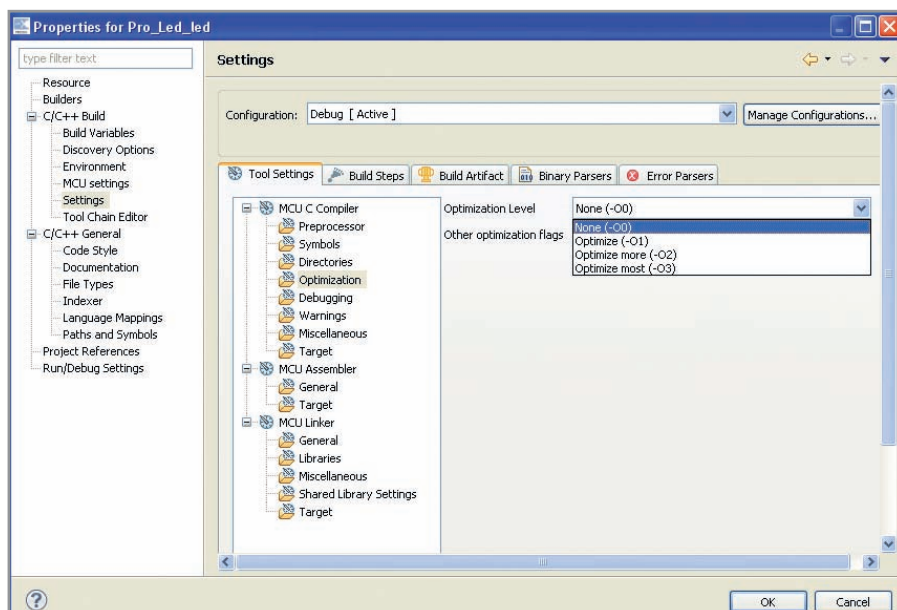 Properties for Pro_Led_led
type filter text
Resource
Builders
C/C++ Build
Build Variables
Discovery Options
Environment
MCU settings
Settings
Tool Chain Editor
C/C++ General
Code Style
Documentation
File Types
Indexer
Language Mappings
Paths and Symbols
Project References
Run/Debug Settings
Settings
Configuration: Debug [ Active ] Manage Configurations...
Tool Settings Build Steps Build Artifact Binary Parsers Error Parsers
MCU C Compiler
Preprocessor
Symbols
Directories
Optimization
Debugging
Warnings
Miscellaneous
Target
MCU Assembler
General
Target
MCU Linker
General
Libraries
Miscellaneous
Shared Library Settings
Target
Optimization Level None (-O0)
Other optimization flags
None (-O0)
Optimize (-O1)
Optimize more (-O2)
Optimize most (-O3)
OK Cancel